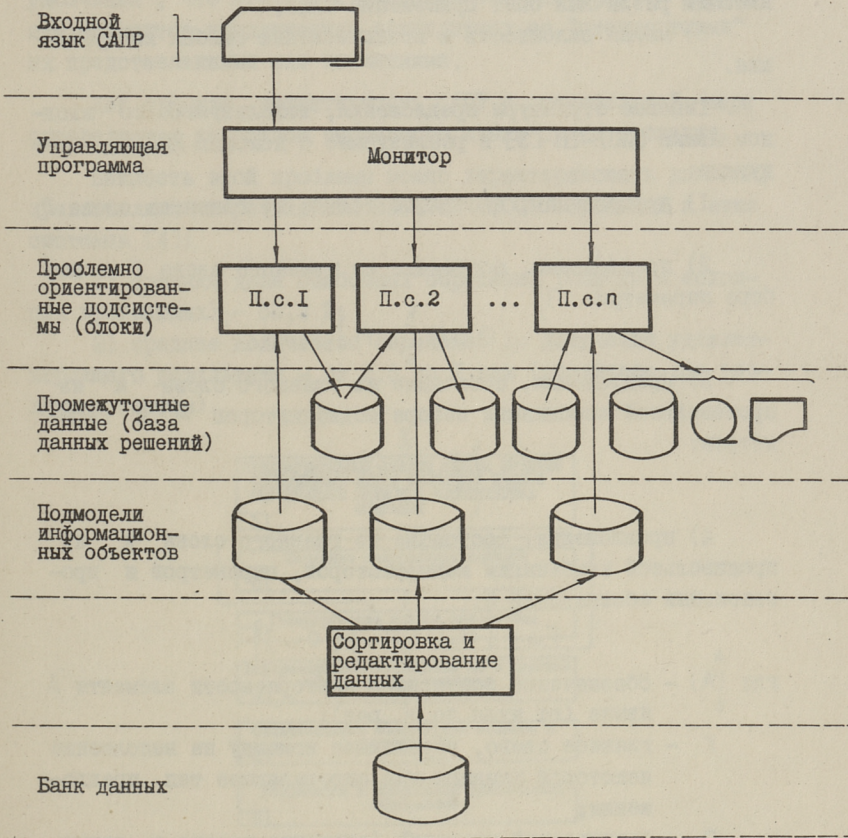 Входной
язык САПР
Управляющая
программа
Монитор
Проблемно
ориентирован-
ные подсисте-
мы (блоки)
П.с.I
П.с.2
...
П.с.n
Промежуточные
данные (база
данных решений)
Подмодели
информацион-
ных объектов
Сортировка и
редактирование
данных
Банк данных